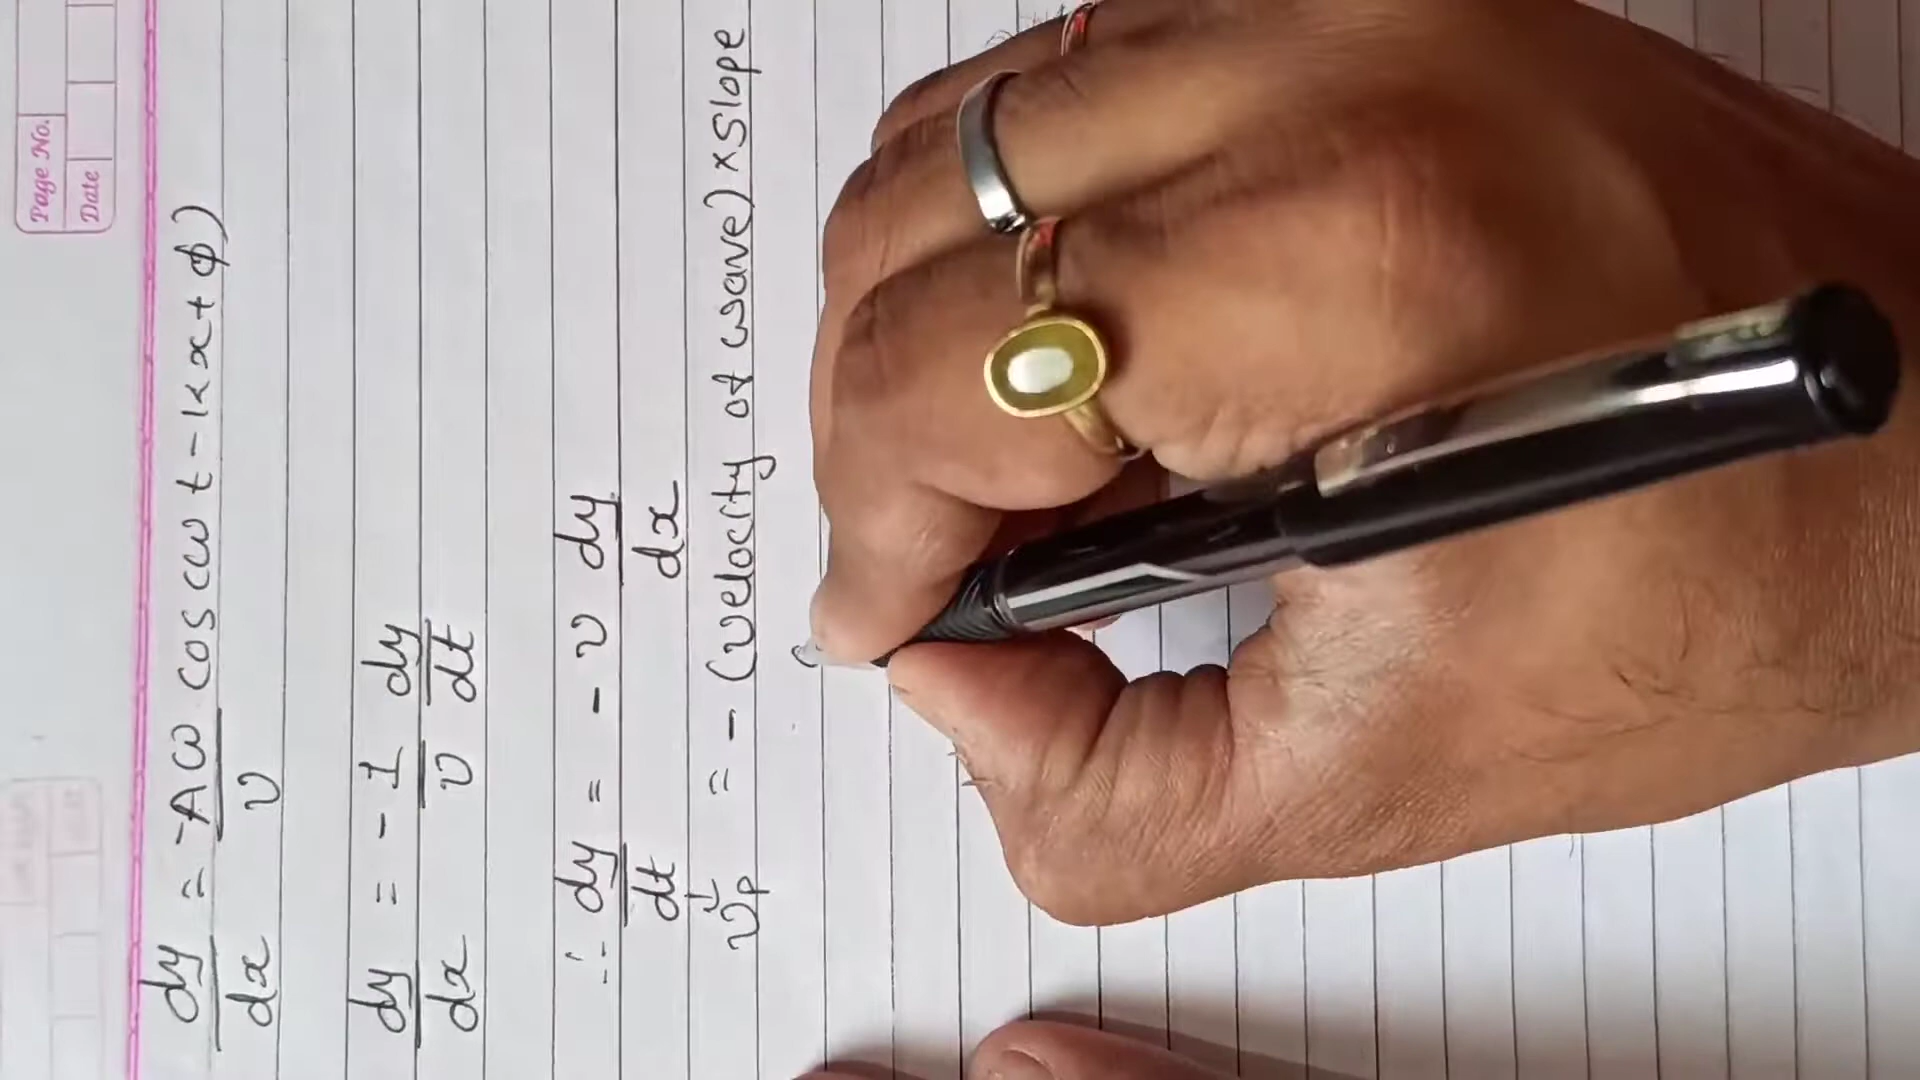 Page No.
Date
dy/dx = -Aω/v cos(ωt - kx + φ)
dy/dx = - 1/v dy/dt
∴ dy/dt = - v dy/dx
↓
vp = - (velocity of wave) × Slope